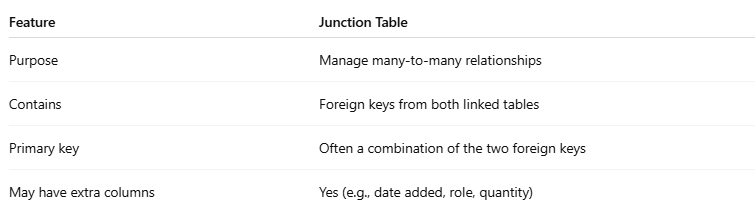 Feature Junction Table
Purpose Manage many-to-many relationships
Contains Foreign keys from both linked tables
Primary key Often a combination of the two foreign keys
May have extra columns Yes (e.g., date added, role, quantity)